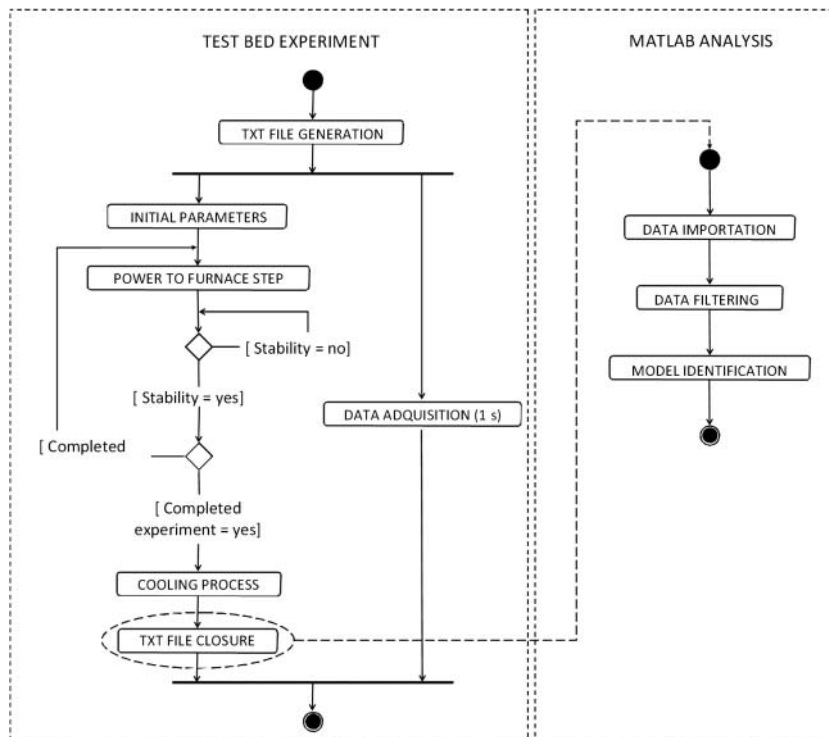 TEST BED EXPERIMENT
TXT FILE GENERATION
INITIAL PARAMETERS
POWER TO FURNACE STEP
[ Stability = no]
[ Stability = yes]
DATA ADQUISITION (1 s)
[ Completed
[ Completed
experiment = yes]
COOLING PROCESS
TXT FILE CLOSURE
MATLAB ANALYSIS
DATA IMPORTATION
DATA FILTERING
MODEL IDENTIFICATION